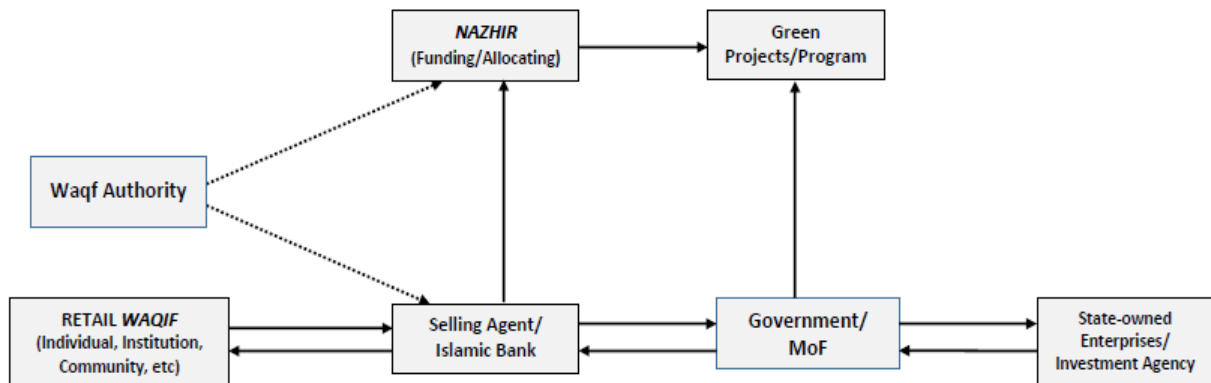 NAZHIR
(Funding/Allocating)
Green
Projects/Program
Waqf Authority
RETAIL WAQIF
(Individual, Institution,
Community, etc)
Selling Agent/
Islamic Bank
Government/
MoF
State-owned
Enterprises/
Investment Agency